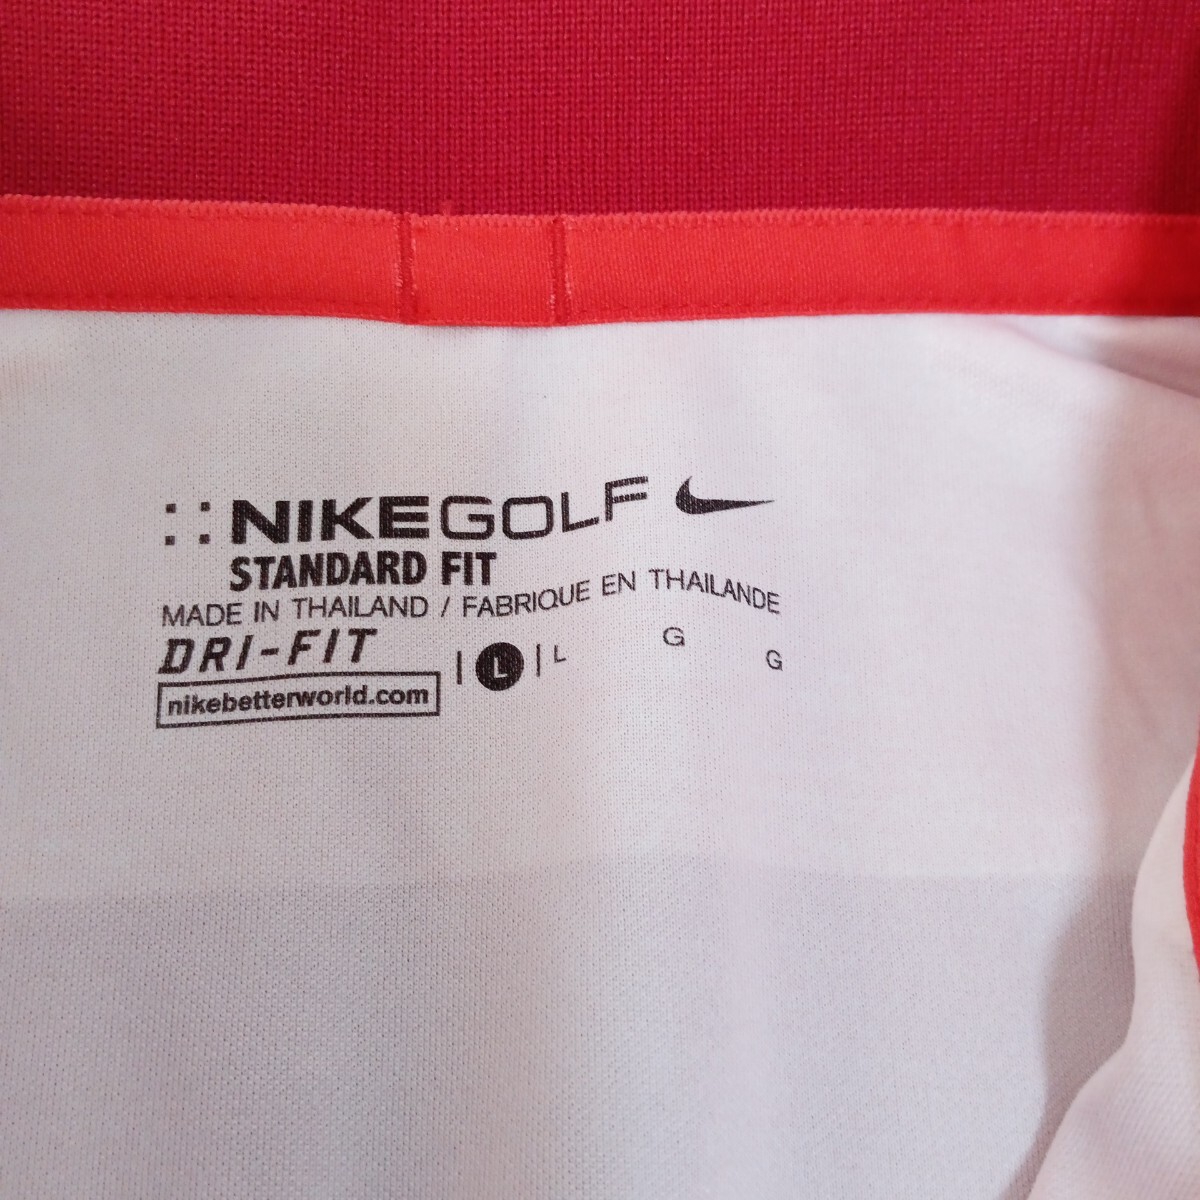 NIKEGOLF
STANDARD FIT
MADE IN THAILAND / FABRIQUE EN THAILANDE
DRI-FIT | L | L G G
nikebetterworld.com